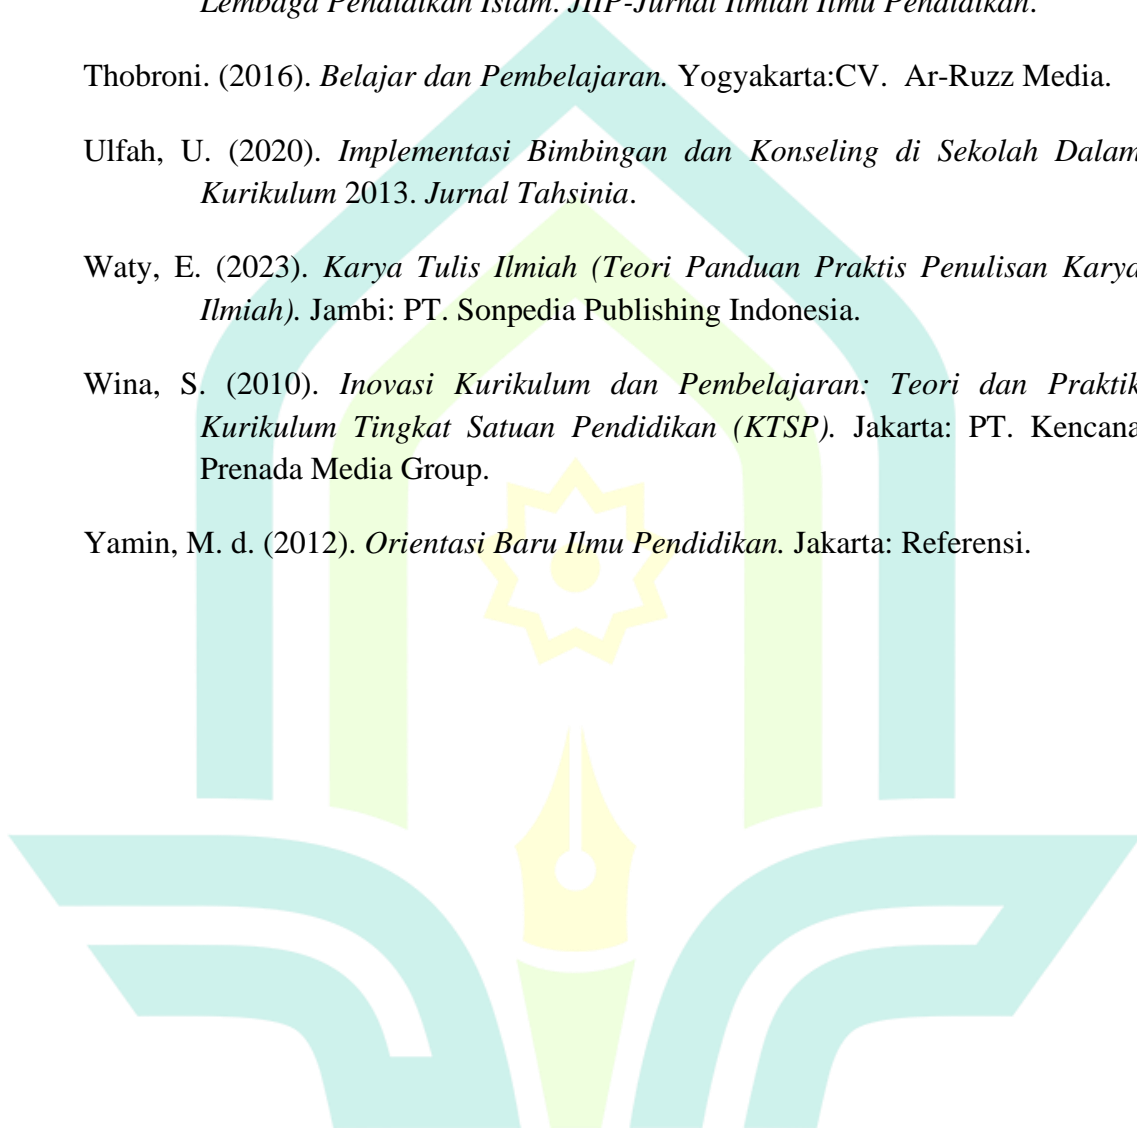 Lembaga Pendidikan Islam. JIIP-Jurnal Ilmiah Ilmu Pendidikan.
Thobroni. (2016). Belajar dan Pembelajaran. Yogyakarta:CV. Ar-Ruzz Media.
Ulfah, U. (2020). Implementasi Bimbingan dan Konseling di Sekolah Dalam
Kurikulum 2013. Jurnal Tahsinia.
Waty, E. (2023). Karya Tulis Ilmiah (Teori Panduan Praktis Penulisan Karya
Ilmiah). Jambi: PT. Sonpedia Publishing Indonesia.
Wina, S. (2010). Inovasi Kurikulum dan Pembelajaran: Teori dan Praktik
Kurikulum Tingkat Satuan Pendidikan (KTSP). Jakarta: PT. Kencana
Prenada Media Group.
Yamin, M. d. (2012). Orientasi Baru Ilmu Pendidikan. Jakarta: Referensi.